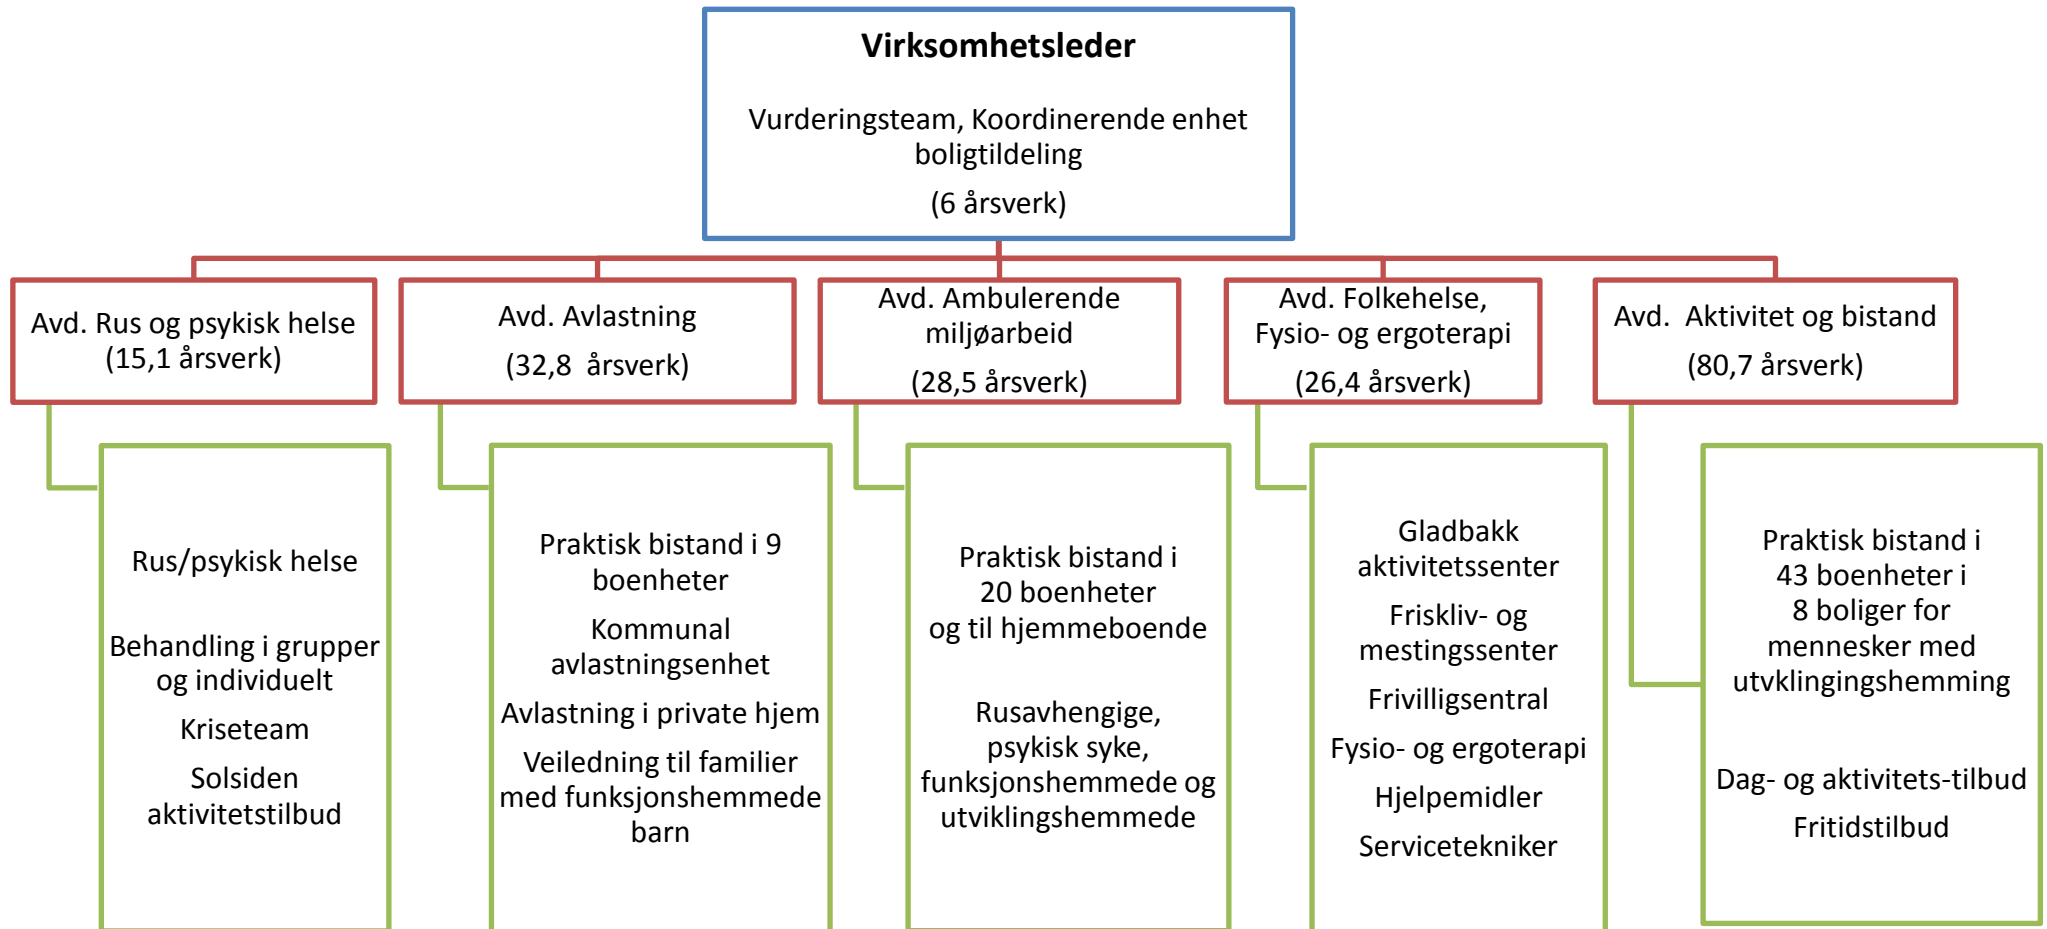 Virksomhetsleder
Vurderingsteam, Koordinerende enhet
boligtildeling
(6 årsverk)
Avd. Rus og psykisk helse
(15,1 årsverk)
Avd. Avlastning
(32,8 årsverk)
Avd. Ambulerende
miljøarbeid
(28,5 årsverk)
Avd. Folkehelse,
Fysio- og ergoterapi
(26,4 årsverk)
Avd. Aktivitet og bistand
(80,7 årsverk)
Rus/psykisk helse
Behandling i grupper
og individuelt
Kriseteam
Solsiden
aktivitetstilbud
Praktisk bistand i 9
boenheter
Kommunal
avlastningsenhet
Avlastning i private hjem
Veiledning til familier
med funksjonshemmede
barn
Praktisk bistand i
20 boenheter
og til hjemmeboende
Rusavhengige,
psykisk syke,
funksjonshemmede og
utviklingshemmede
Gladbakk
aktivitetssenter
Friskliv- og
mestingssenter
Frivilligsentral
Fysio- og ergoterapi
Hjelpemidler
Servicetekniker
Praktisk bistand i
43 boenheter i
8 boliger for
mennesker med
utvklingingshemming
Dag- og aktivitets-tilbud
Fritidstilbud